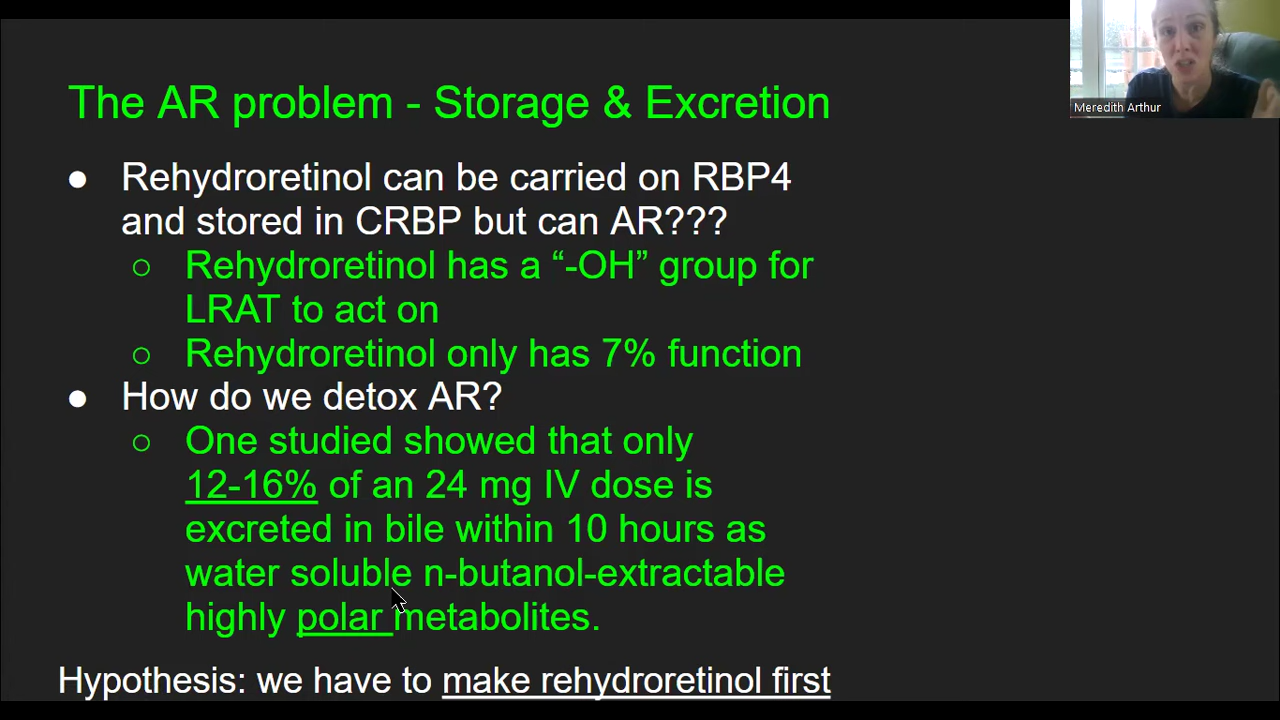 The AR problem - Storage & Excretion
Meredith Arthur
● Rehydroretinol can be carried on RBP4
and stored in CRBP but can AR???
○ Rehydroretinol has a “-OH” group for
LRAT to act on
○ Rehydroretinol only has 7% function
● How do we detox AR?
○ One studied showed that only
12-16% of an 24 mg IV dose is
excreted in bile within 10 hours as
water soluble n-butanol-extractable
highly polar metabolites.
Hypothesis: we have to make rehydroretinol first